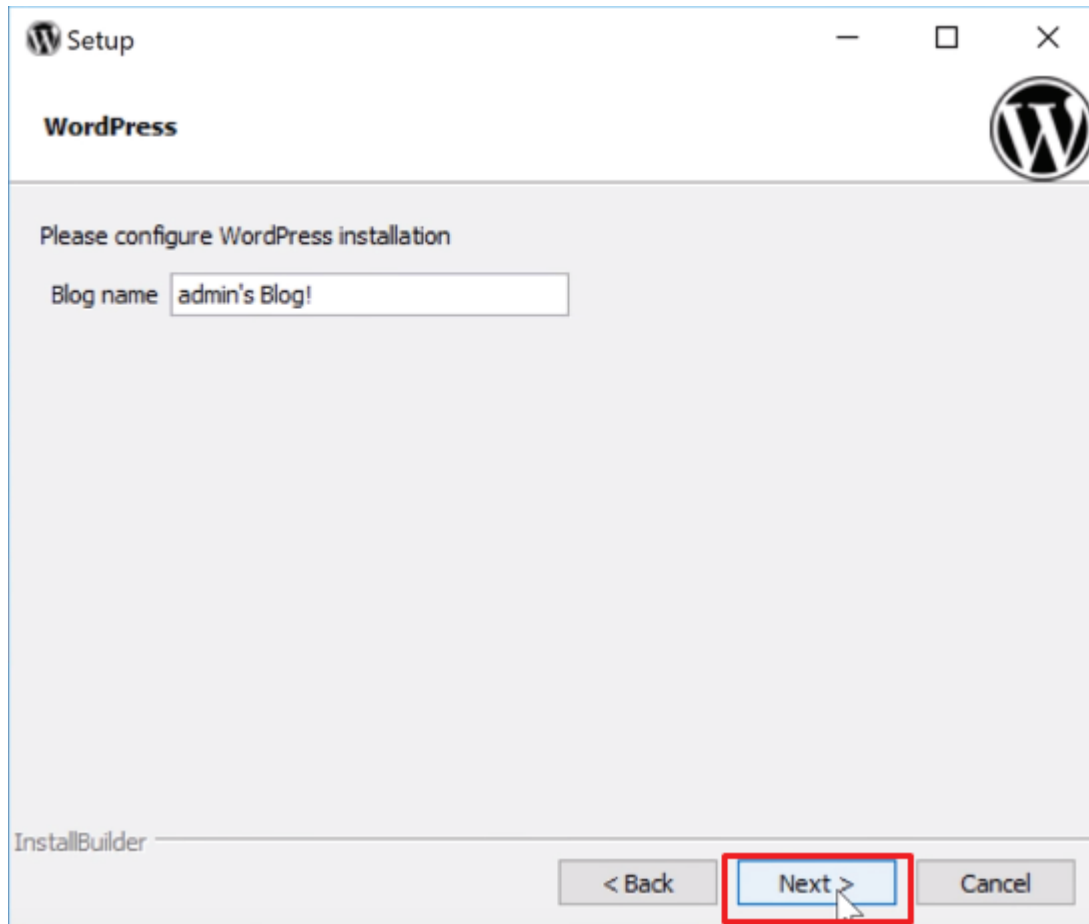 Setup
WordPress
Please configure WordPress installation
Blog name admin's Blog!
InstallBuilder
< Back Next > Cancel